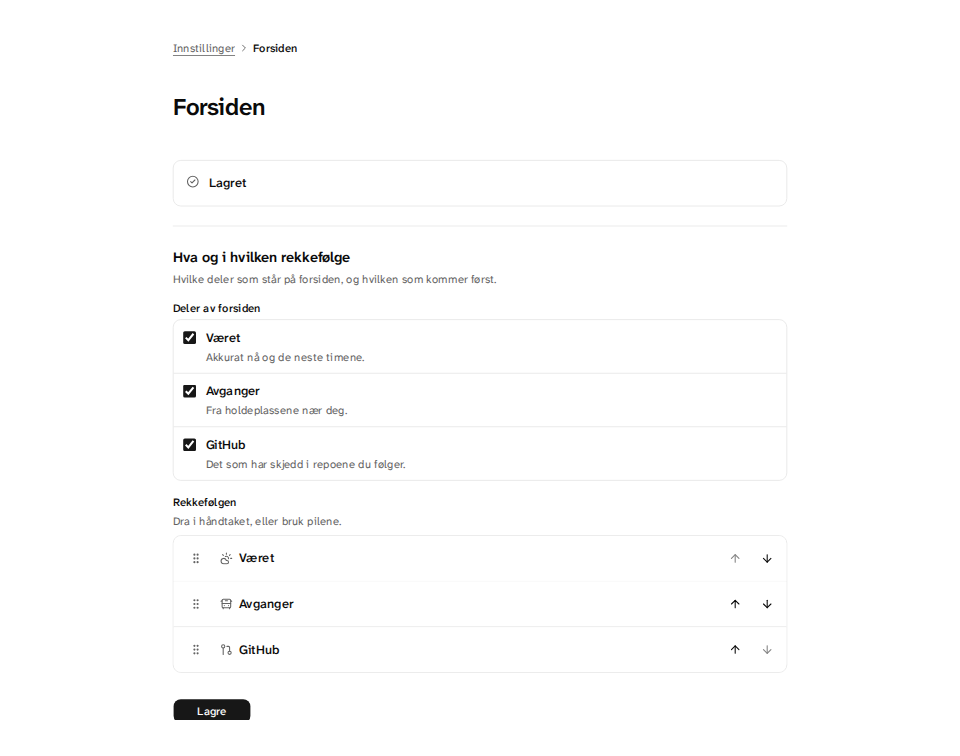 Innstillinger > Forsiden
Forsiden
Lagret
Hva og i hvilken rekkefølge
Hvilke deler som står på forsiden, og hvilken som kommer først.
Deler av forsiden
Været
Akkurat nå og de neste timene.
Avganger
Fra holdeplassene nær deg.
GitHub
Det som har skjedd i repoene du følger.
Rekkefølgen
Dra i håndtaket, eller bruk pilene.
Været
Avganger
GitHub
Lagre